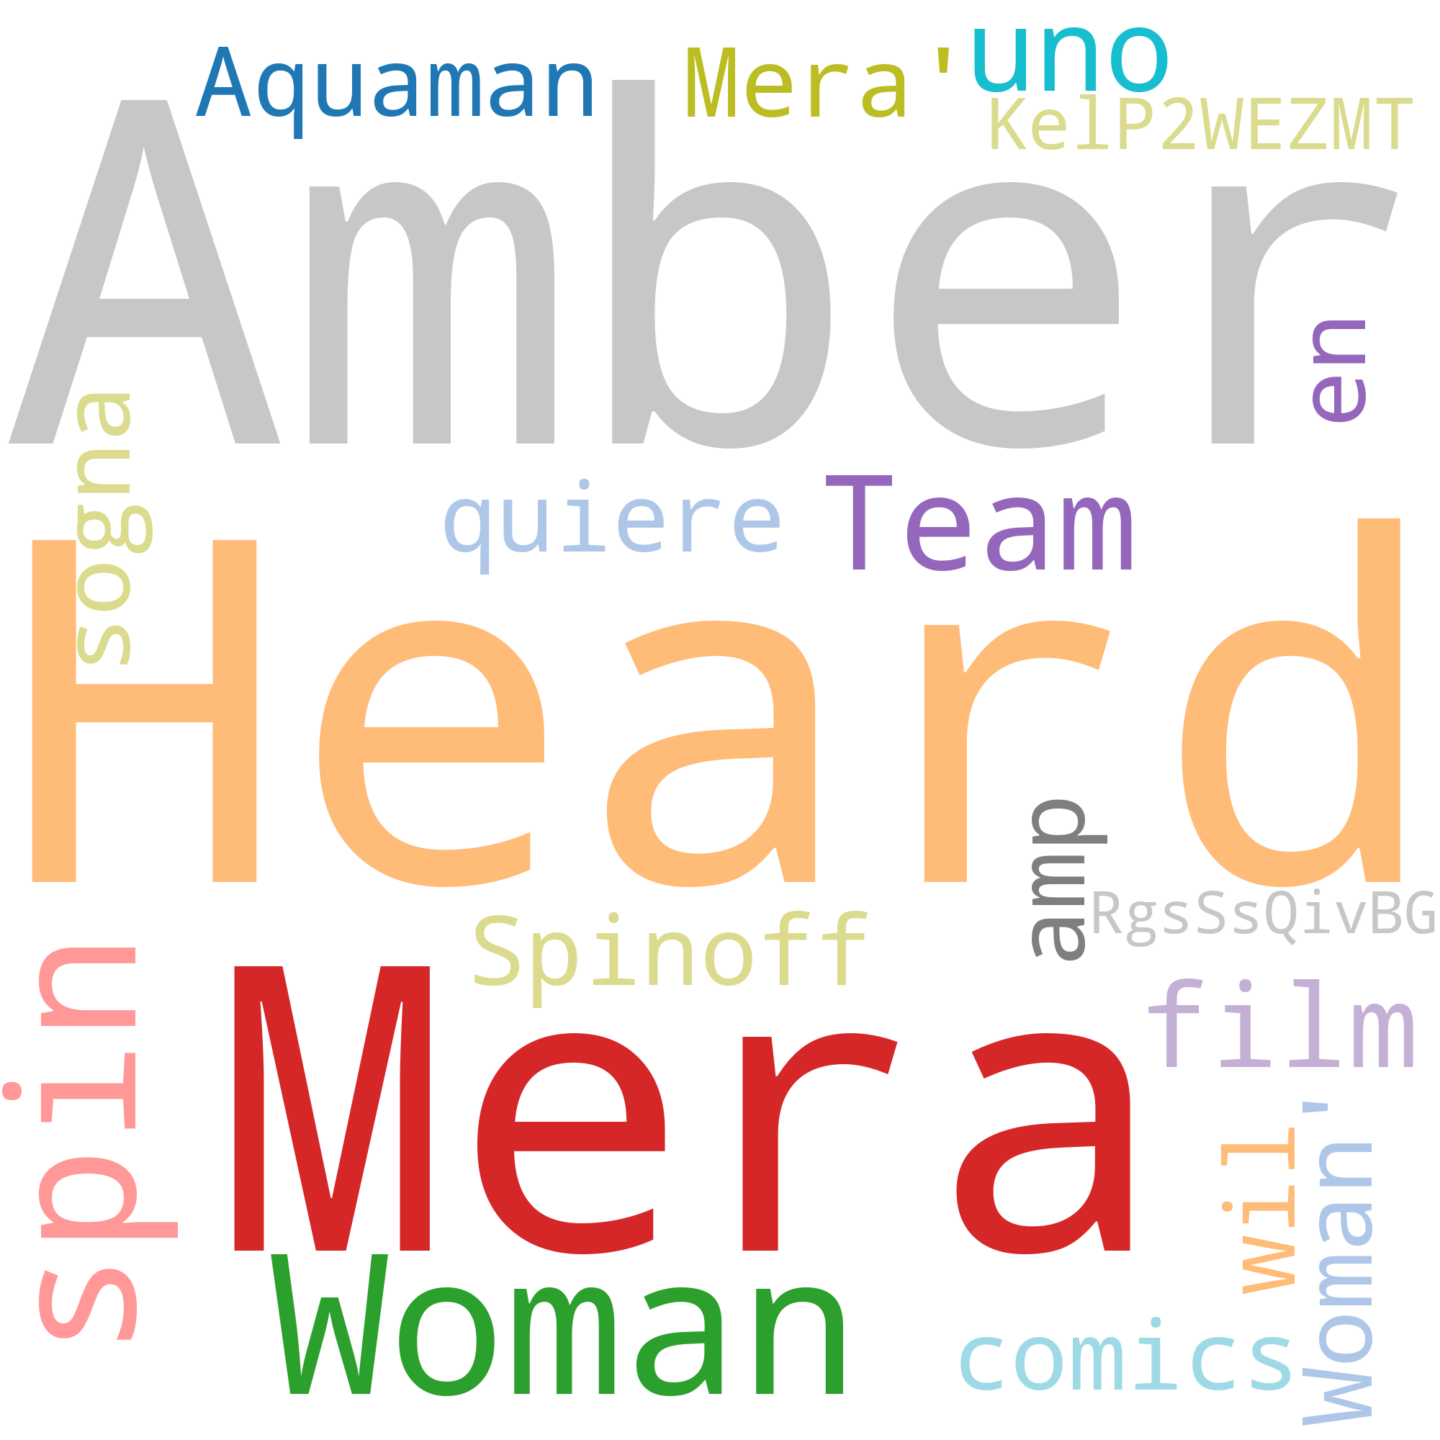 Aquaman Mera' uno
KelP2WEZMT
Amber
en
sogna
quiere Team
Heard
amp
RgsSsQivBG
Spinoff
spin
Mera
film
wil
Woman'
Woman
comics